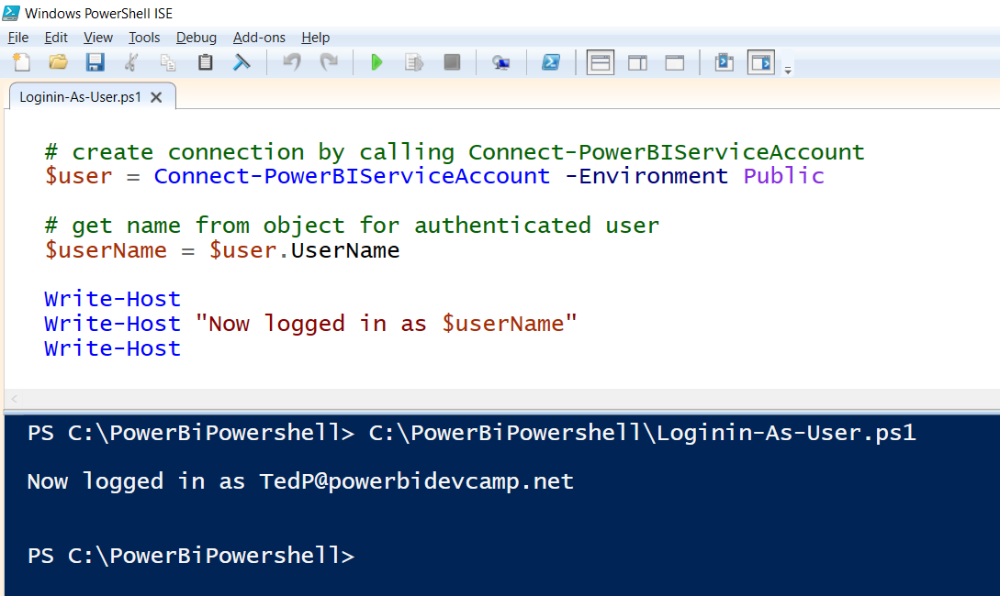 Windows PowerShell ISE
File Edit View Tools Debug Add-ons Help
Loginin-As-User.ps1
# create connection by calling Connect-PowerBIServiceAccount
$user = Connect-PowerBIServiceAccount -Environment Public
# get name from object for authenticated user
$userName = $user.UserName
Write-Host
Write-Host "Now logged in as $userName"
Write-Host
PS C:\PowerBiPowershell> C:\PowerBiPowershell\Loginin-As-User.ps1
Now logged in as TedP@powerbidevcamp.net
PS C:\PowerBiPowershell>